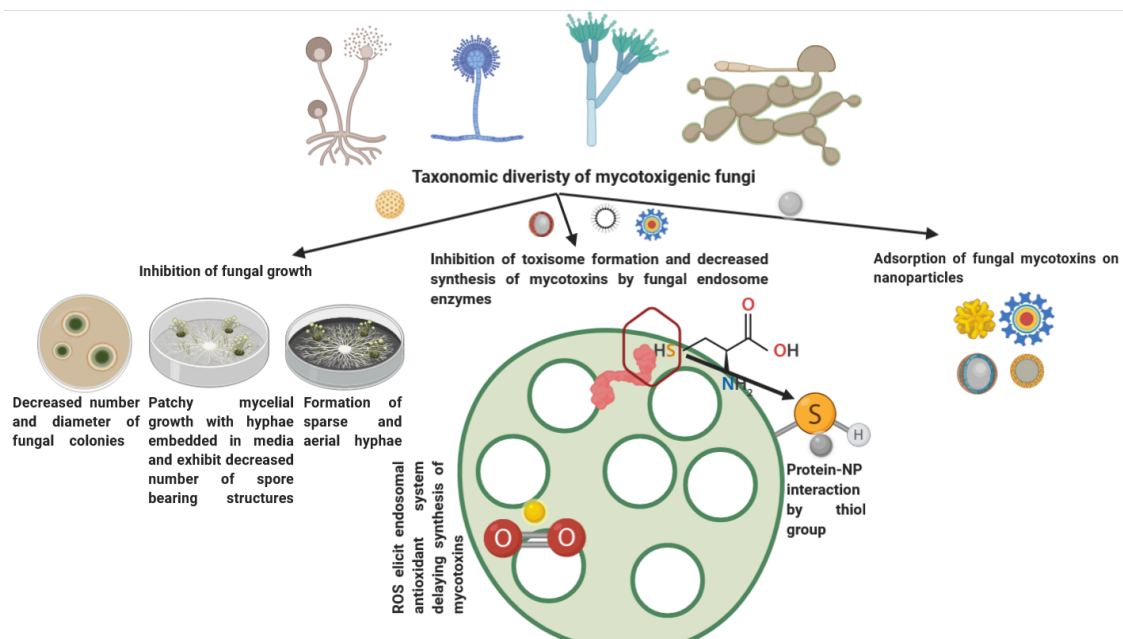 Taxonomic diveristy of mycotoxigenic fungi
Inhibition of fungal growth
Inhibition of toxisome formation and decreased
synthesis of mycotoxins by fungal endosome
enzymes
Adsorption of fungal mycotoxins on
nanoparticles
Decreased number
and diameter of
fungal colonies
Patchy mycelial
growth with hyphae
embedded in media
and exhibit decreased
number of spore
bearing structures
Formation of
sparse and
aerial hyphae
O
HS
OH
NH2
S
H
Protein-NP
interaction
by thiol
group
ROS elicit endosomal
antioxidant system
delaying synthesis of
mycotoxins
O O